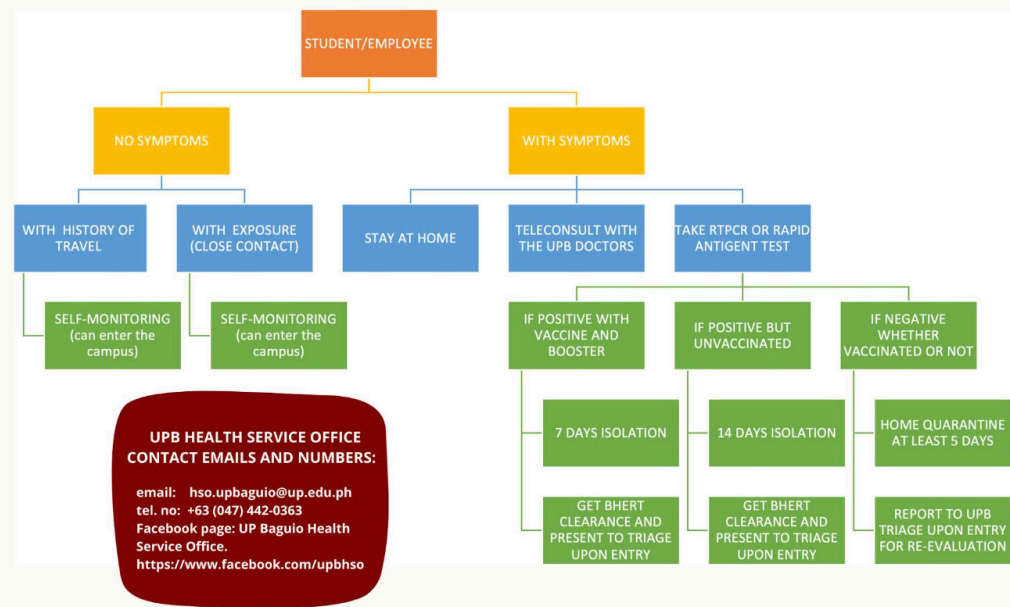 STUDENT/EMPLOYEE
NO SYMPTOMS
WITH SYMPTOMS
WITH HISTORY OF
TRAVEL
WITH EXPOSURE
(CLOSE CONTACT)
STAY AT HOME
TELECONSULT WITH
THE UPB DOCTORS
TAKE RTPCR OR RAPID
ANTIGENT TEST
SELF-MONITORING
(can enter the
campus)
SELF-MONITORING
(can enter the
campus)
IF POSITIVE WITH
VACCINE AND
BOOSTER
IF POSITIVE BUT
UNVACCINATED
IF NEGATIVE
WHETHER
VACCINATED OR NOT
7 DAYS ISOLATION
14 DAYS ISOLATION
HOME QUARANTINE
AT LEAST 5 DAYS
GET BHERT
CLEARANCE AND
PRESENT TO TRIAGE
UPON ENTRY
GET BHERT
CLEARANCE AND
PRESENT TO TRIAGE
UPON ENTRY
REPORT TO UPB
TRIAGE UPON ENTRY
FOR RE-EVALUATION
UPB HEALTH SERVICE OFFICE
CONTACT EMAILS AND NUMBERS:
email: hso.upbaguio@up.edu.ph
tel. no: +63 (047) 442-0363
Facebook page: UP Baguio Health
Service Office.
https://www.facebook.com/upbhso